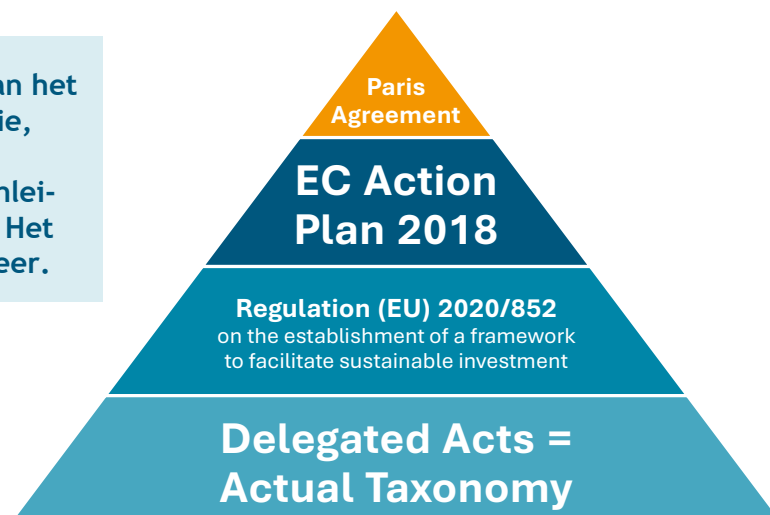 an het
ie,
nlei-
Het
eer.
Paris
Agreement
EC Action
Plan 2018
Regulation (EU) 2020/852
on the establishment of a framework
to facilitate sustainable investment
Delegated Acts =
Actual Taxonomy